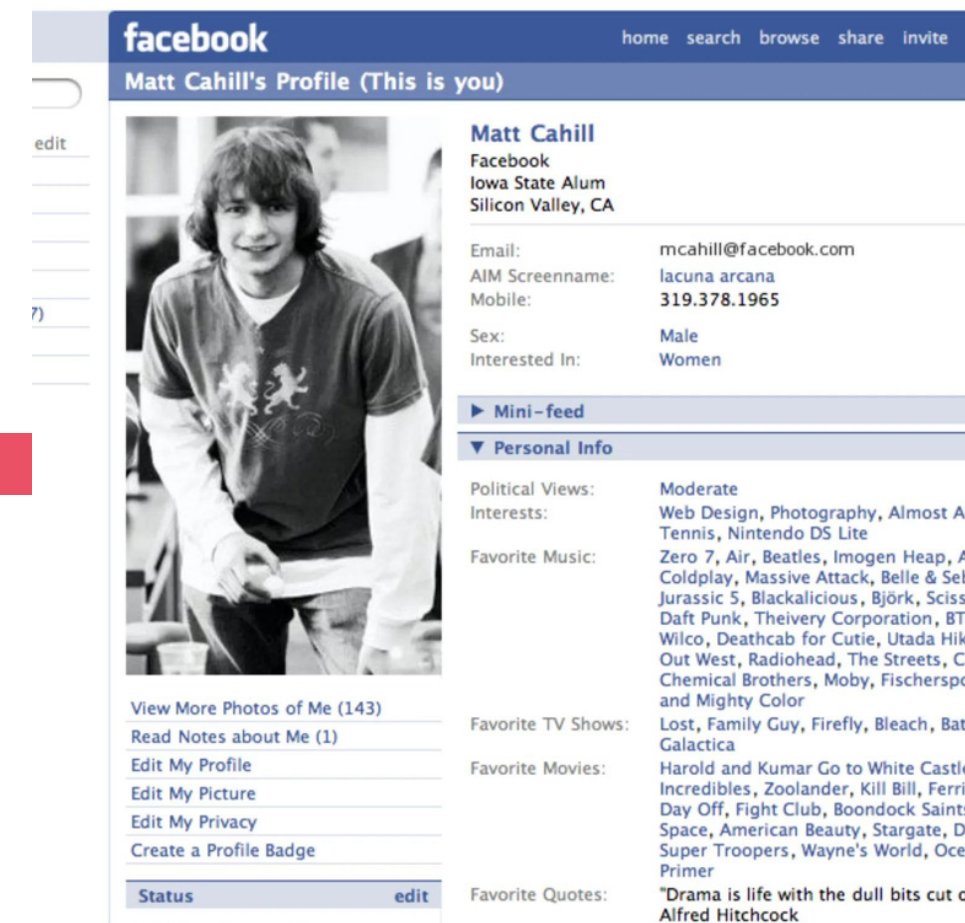 facebook
home search browse share invite
Matt Cahill's Profile (This is you)
edit
7)
Matt Cahill
Facebook
Iowa State Alum
Silicon Valley, CA
Email: mcahill@facebook.com
AIM Screenname: lacuna arcana
Mobile: 319.378.1965
Sex: Male
Interested In: Women
Mini-feed
Personal Info
Political Views: Moderate
Interests: Web Design, Photography, Almost A
Tennis, Nintendo DS Lite
Favorite Music: Zero 7, Air, Beatles, Imogen Heap, A
Coldplay, Massive Attack, Belle & Seb
Jurassic 5, Blackalicious, Björk, Sciss
Daft Punk, Theivery Corporation, BT
Wilco, Deathcab for Cutie, Utada Hik
Out West, Radiohead, The Streets, C
Chemical Brothers, Moby, Fischerspo
and Mighty Color
Favorite TV Shows: Lost, Family Guy, Firefly, Bleach, Bat
Galactica
Favorite Movies: Harold and Kumar Go to White Castle
Incredibles, Zoolander, Kill Bill, Ferri
Day Off, Fight Club, Boondock Saints
Space, American Beauty, Stargate, D
Super Troopers, Wayne's World, Oce
Primer
Favorite Quotes: "Drama is life with the dull bits cut o
Alfred Hitchcock
View More Photos of Me (143)
Read Notes about Me (1)
Edit My Profile
Edit My Picture
Edit My Privacy
Create a Profile Badge
Status edit